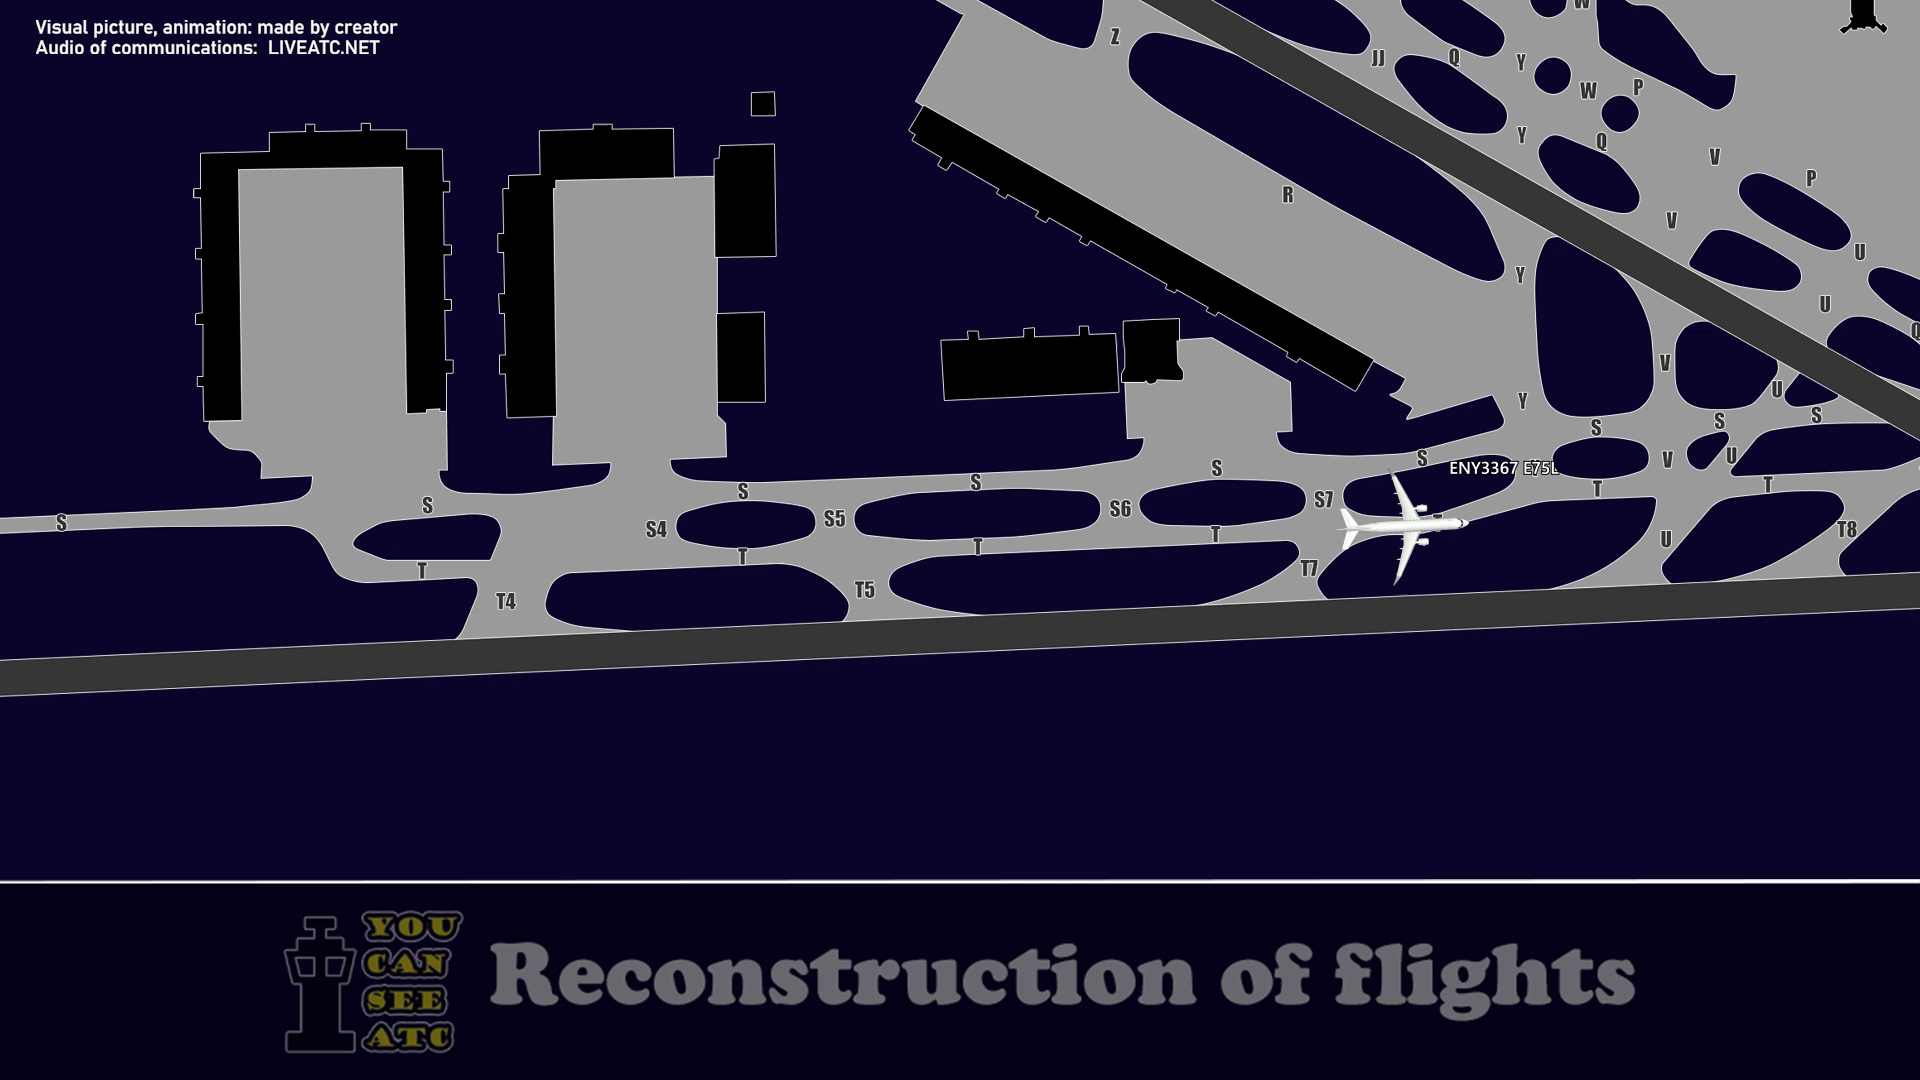 Visual picture, animation: made by creator
Audio of communications: LIVEATC.NET
W
Z
JJ
Q
Y
W
P
Y
Q
V
P
R
V
U
Y
U
Q
V
U
Y
S
S
S
S
S
ENY3367 E75L
V
U
S
S
S
T
T
S7
S6
S5
S4
S
T
T8
T
T
T
U
T
T7
T5
T4
YOU
CAN
SEE
ATC
Reconstruction of flights